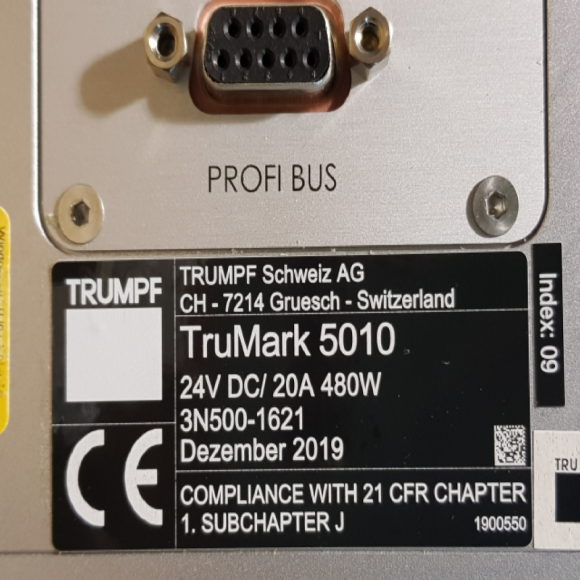 PROFI BUS
TRUMPF
TRUMPF Schweiz AG
CH - 7214 Gruesch - Switzerland
TruMark 5010
24V DC/ 20A 480W
3N500-1621
Dezember 2019
CE
COMPLIANCE WITH 21 CFR CHAPTER
1. SUBCHAPTER J
1900550
Index: 09
TRU